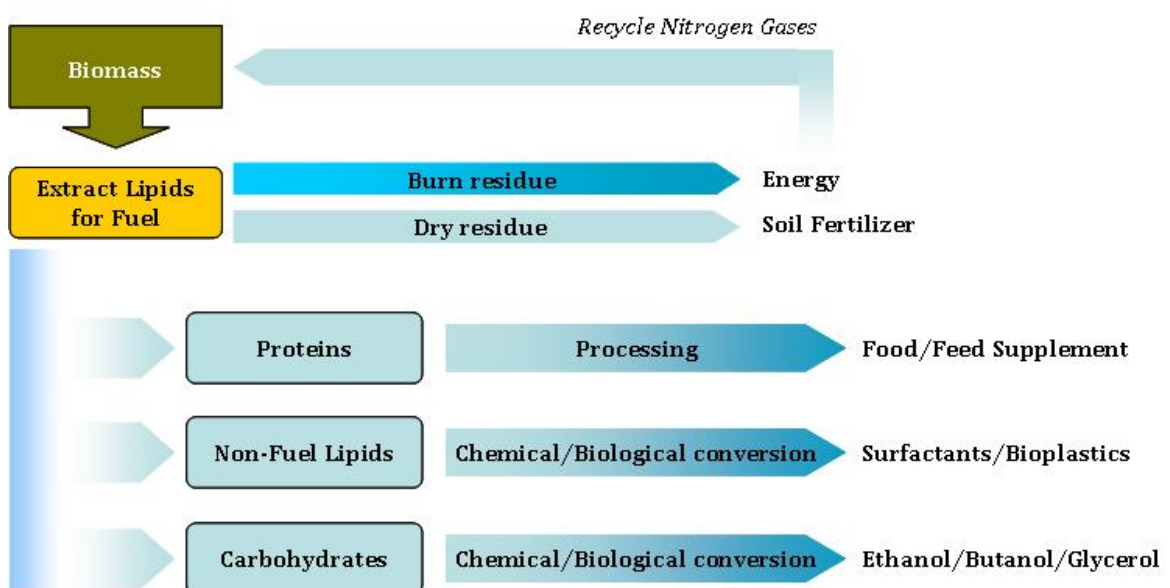 Recycle Nitrogen Gases
Biomass
Extract Lipids
for Fuel
Burn residue
Energy
Dry residue
Soil Fertilizer
Proteins
Processing
Food/Feed Supplement
Non-Fuel Lipids
Chemical/Biological conversion
Surfactants/Bioplastics
Carbohydrates
Chemical/Biological conversion
Ethanol/Butanol/Glycerol